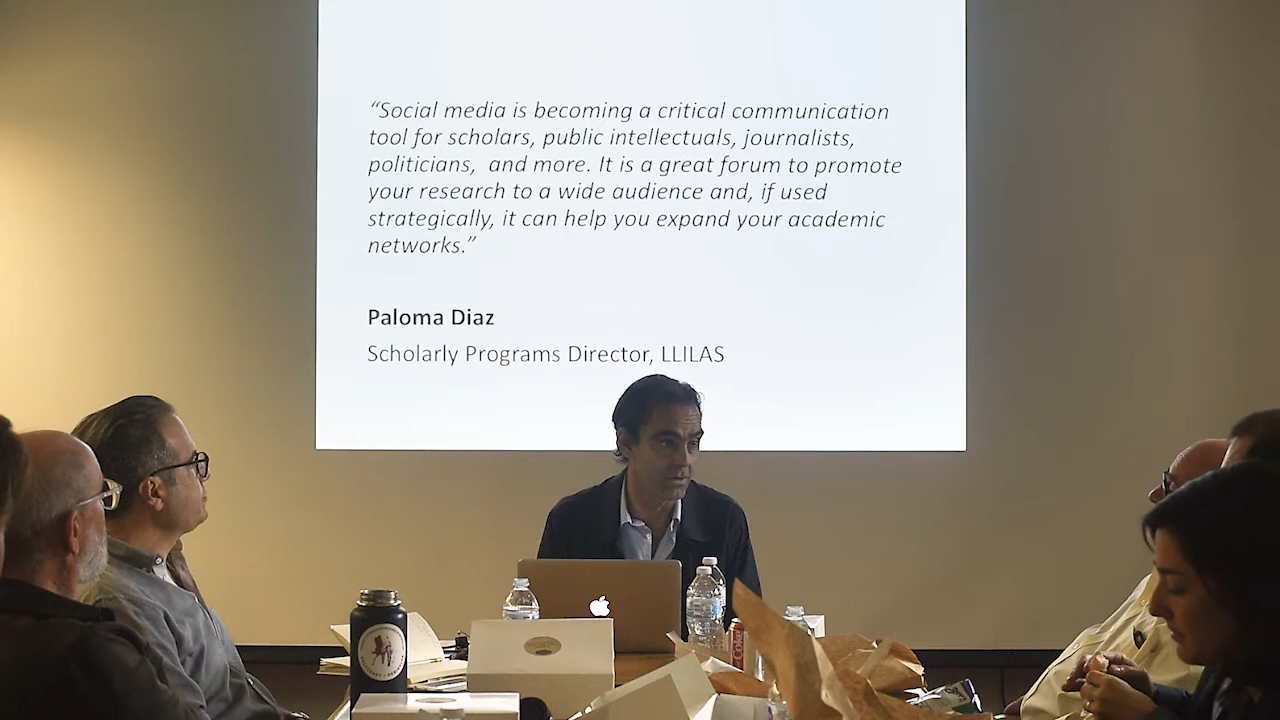 “Social media is becoming a critical communication
tool for scholars, public intellectuals, journalists,
politicians,  and more. It is a great forum to promote
your research to a wide audience and, if used
strategically, it can help you expand your academic
networks.”
Paloma Diaz
Scholarly Programs Director, LLILAS
Coke